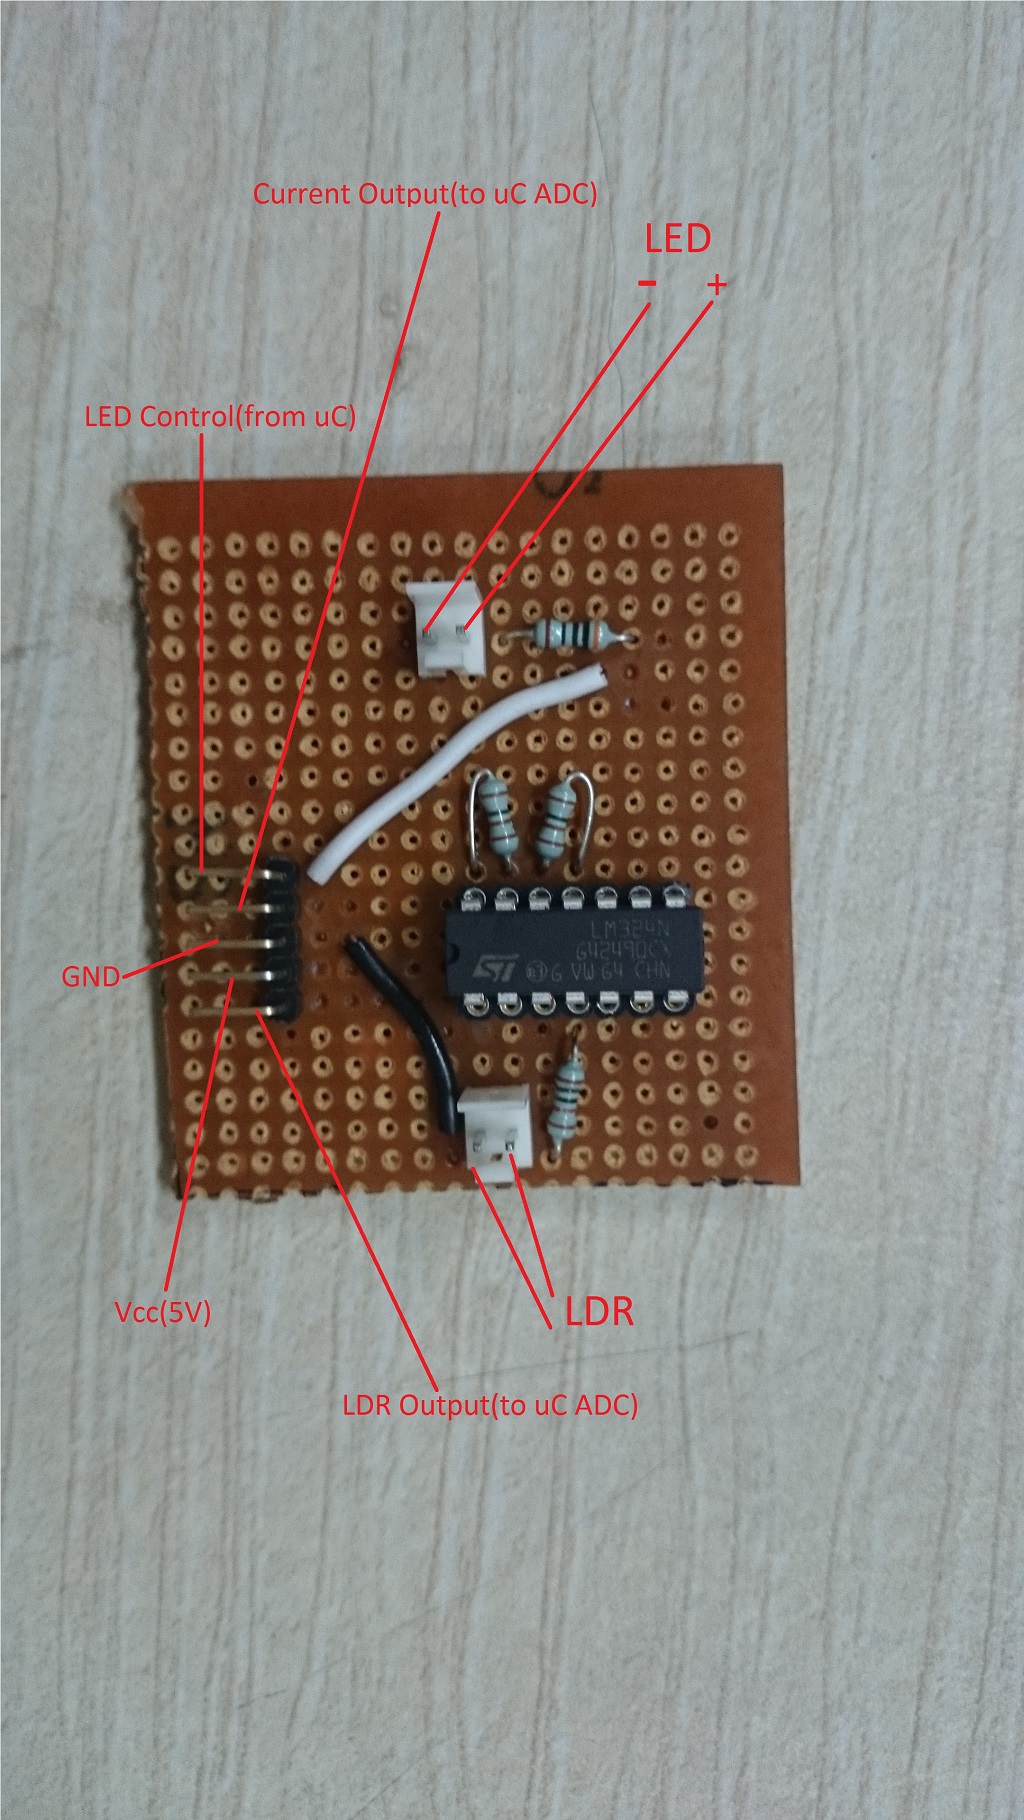 Current Output(to uC ADC)
LED
- +
LED Control(from uC)
LM324N
ST
GND
Vcc(5V)
LDR
LDR Output(to uC ADC)